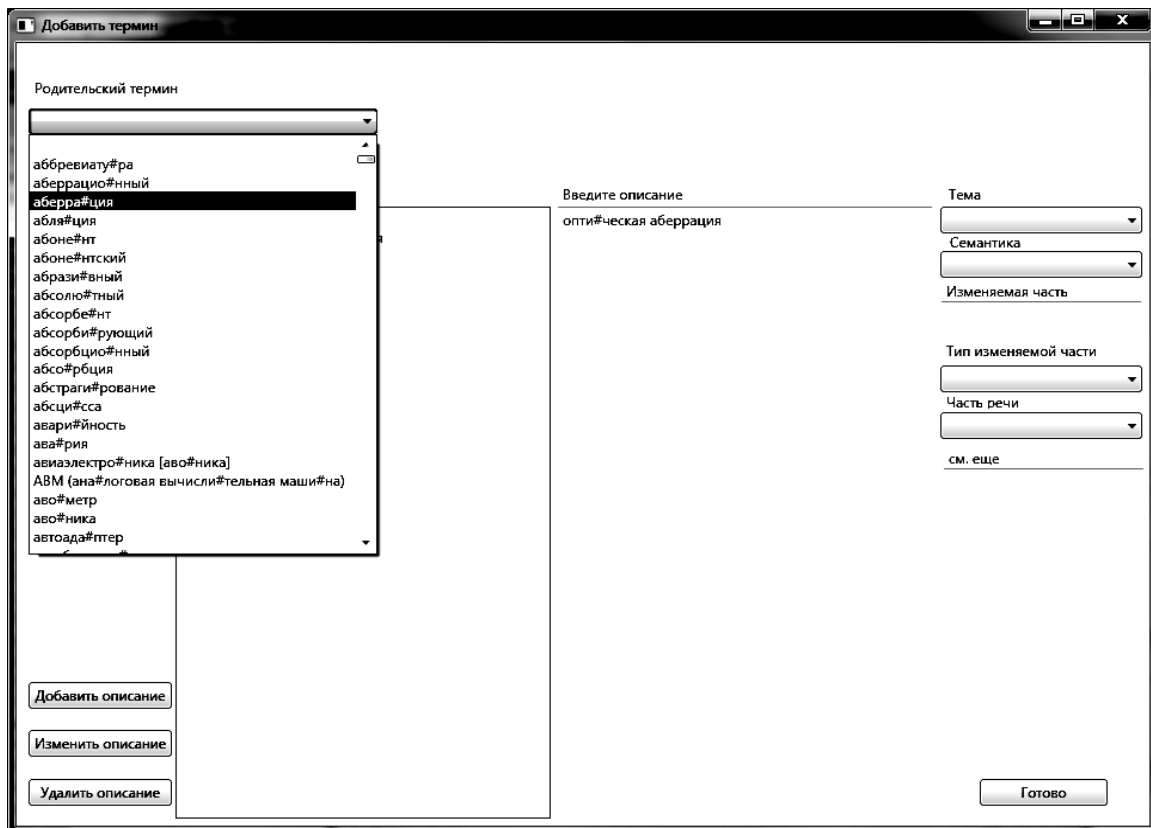 Добавить термин
Родительский термин
аббревиату#ра
аберрацио#нный
аберра#ция
абля#ция
абоне#нт
абоне#нтский
абрази#вный
абсолю#тный
абсорбе#нт
абсорби#рующий
абсорбцио#нный
абсо#рбция
абстраги#рование
абсци#сса
авари#йность
ава#рия
авиаэлектро#ника [аво#ника]
АВМ (ана#логовая вычисли#тельная маши#на)
аво#метр
аво#ника
автоада#птер
Добавить описание
Изменить описание
Удалить описание
Введите описание
опти#ческая аберрация
Тема
Семантика
Изменяемая часть
Тип изменяемой части
Часть речи
см. еще
Готово